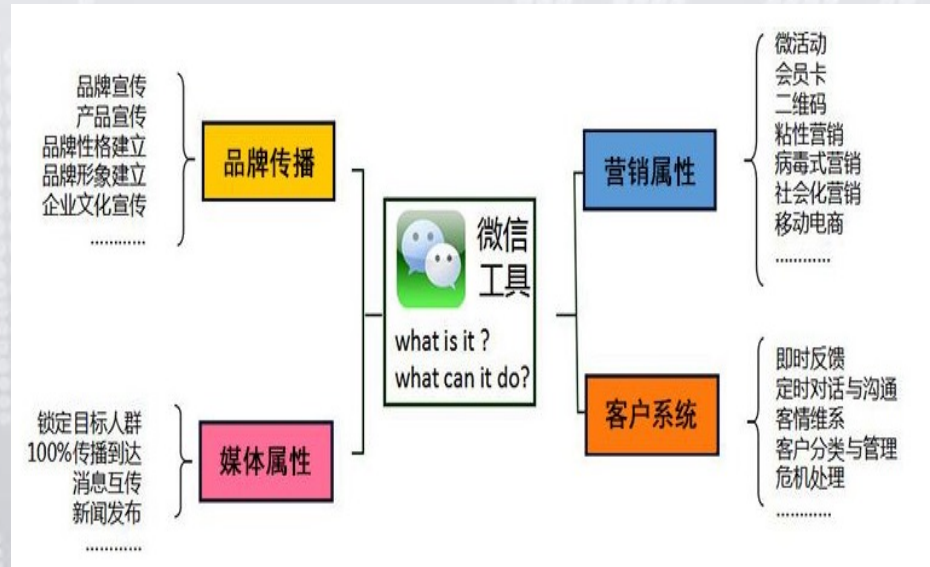 品牌宣传
产品宣传
品牌性格建立
品牌形象建立
企业文化宣传
............
品牌传播
锁定目标人群
100%传播到达
消息互传
新闻发布
............
媒体属性
微信
工具
what is it ?
what can it do?
营销属性
微活动
会员卡
二维码
粘性营销
病毒式营销
社会化营销
移动电商
............
客户系统
即时反馈
定时对话与沟通
客情维系
客户分类与管理
危机处理
............